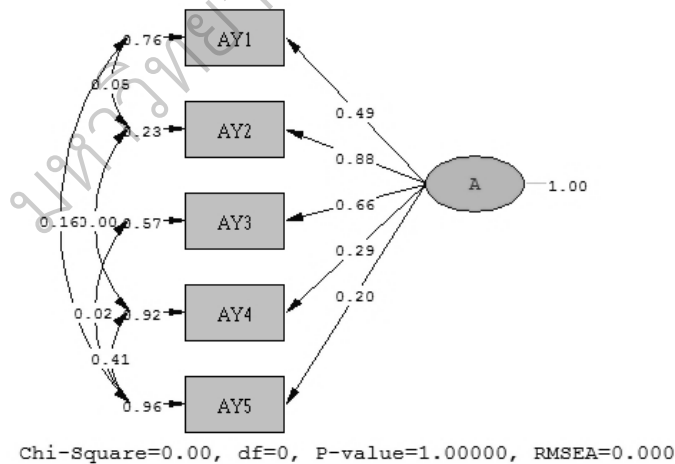 0.76 AY1
0.05
0.49
0.23 AY2
0.88
A 1.00
0.66
0.16 0.00 0.57 AY3
0.29
0.20
0.02 0.92 AY4
0.41
0.96 AY5
Chi-Square=0.00, df=0, P-value=1.00000, RMSEA=0.000